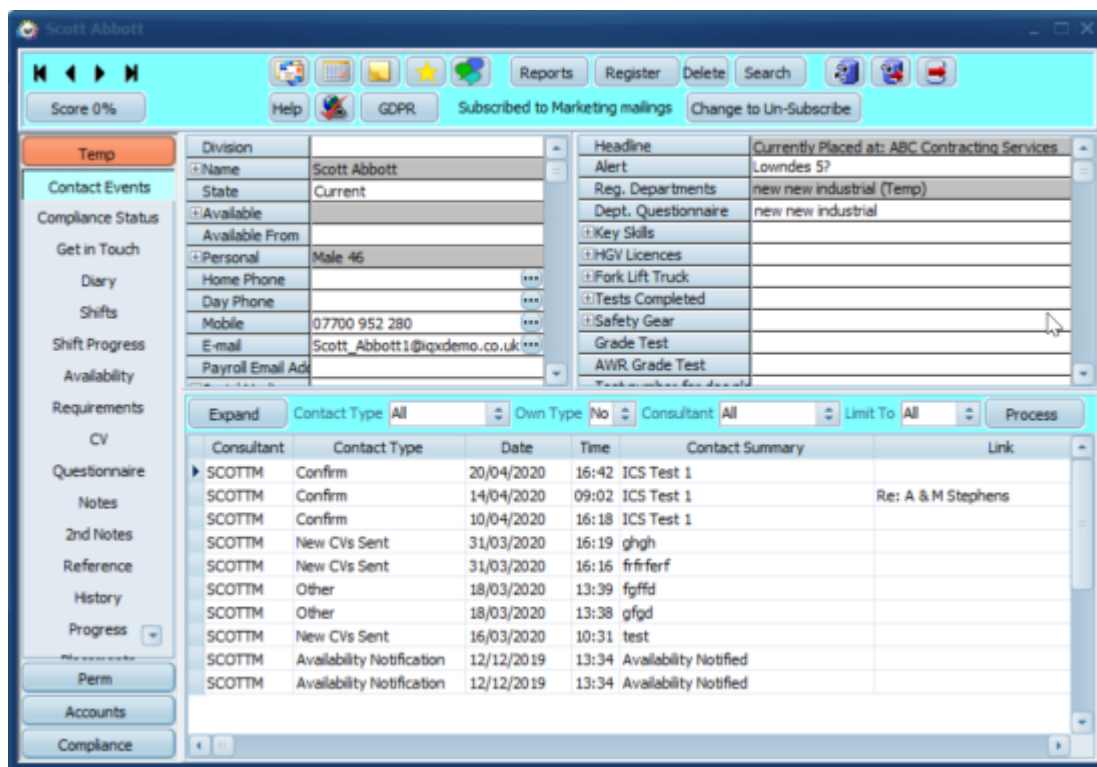 Scott Abbott
Reports Register Delete Search
Score 0% Help GDPR Subscribed to Marketing mailings Change to Un-Subscribe
Temp
Contact Events
Compliance Status
Get in Touch
Diary
Shifts
Shift Progress
Availability
Requirements
CV
Questionnaire
Notes
2nd Notes
Reference
History
Progress
Placements
Perm
Accounts
Compliance
Division
Name Scott Abbott
State Current
Available
Available From
Personal Male 46
Home Phone
Day Phone
Mobile 07700 952 280
E-mail Scott_Abbott1@iqxdemo.co.uk
Payroll Email Add
Headline Currently Placed at: ABC Contracting Services
Alert Lowndes 5?
Reg. Departments new new industrial (Temp)
Dept. Questionnaire new new industrial
Key Skills
HGV Licences
Fork Lift Truck
Tests Completed
Safety Gear
Grade Test
AWR Grade Test
Expand Contact Type All Own Type No Consultant All Limit To All Process
Consultant Contact Type Date Time Contact Summary Link
SCOTTM Confirm 20/04/2020 16:42 ICS Test 1
SCOTTM Confirm 14/04/2020 09:02 ICS Test 1 Re: A & M Stephens
SCOTTM Confirm 10/04/2020 16:18 ICS Test 1
SCOTTM New CVs Sent 31/03/2020 16:19 ghgh
SCOTTM New CVs Sent 31/03/2020 16:16 frfrferf
SCOTTM Other 18/03/2020 13:39 fgffd
SCOTTM Other 18/03/2020 13:38 gfgd
SCOTTM New CVs Sent 16/03/2020 10:31 test
SCOTTM Availability Notification 12/12/2019 13:34 Availability Notified
SCOTTM Availability Notification 12/12/2019 13:34 Availability Notified